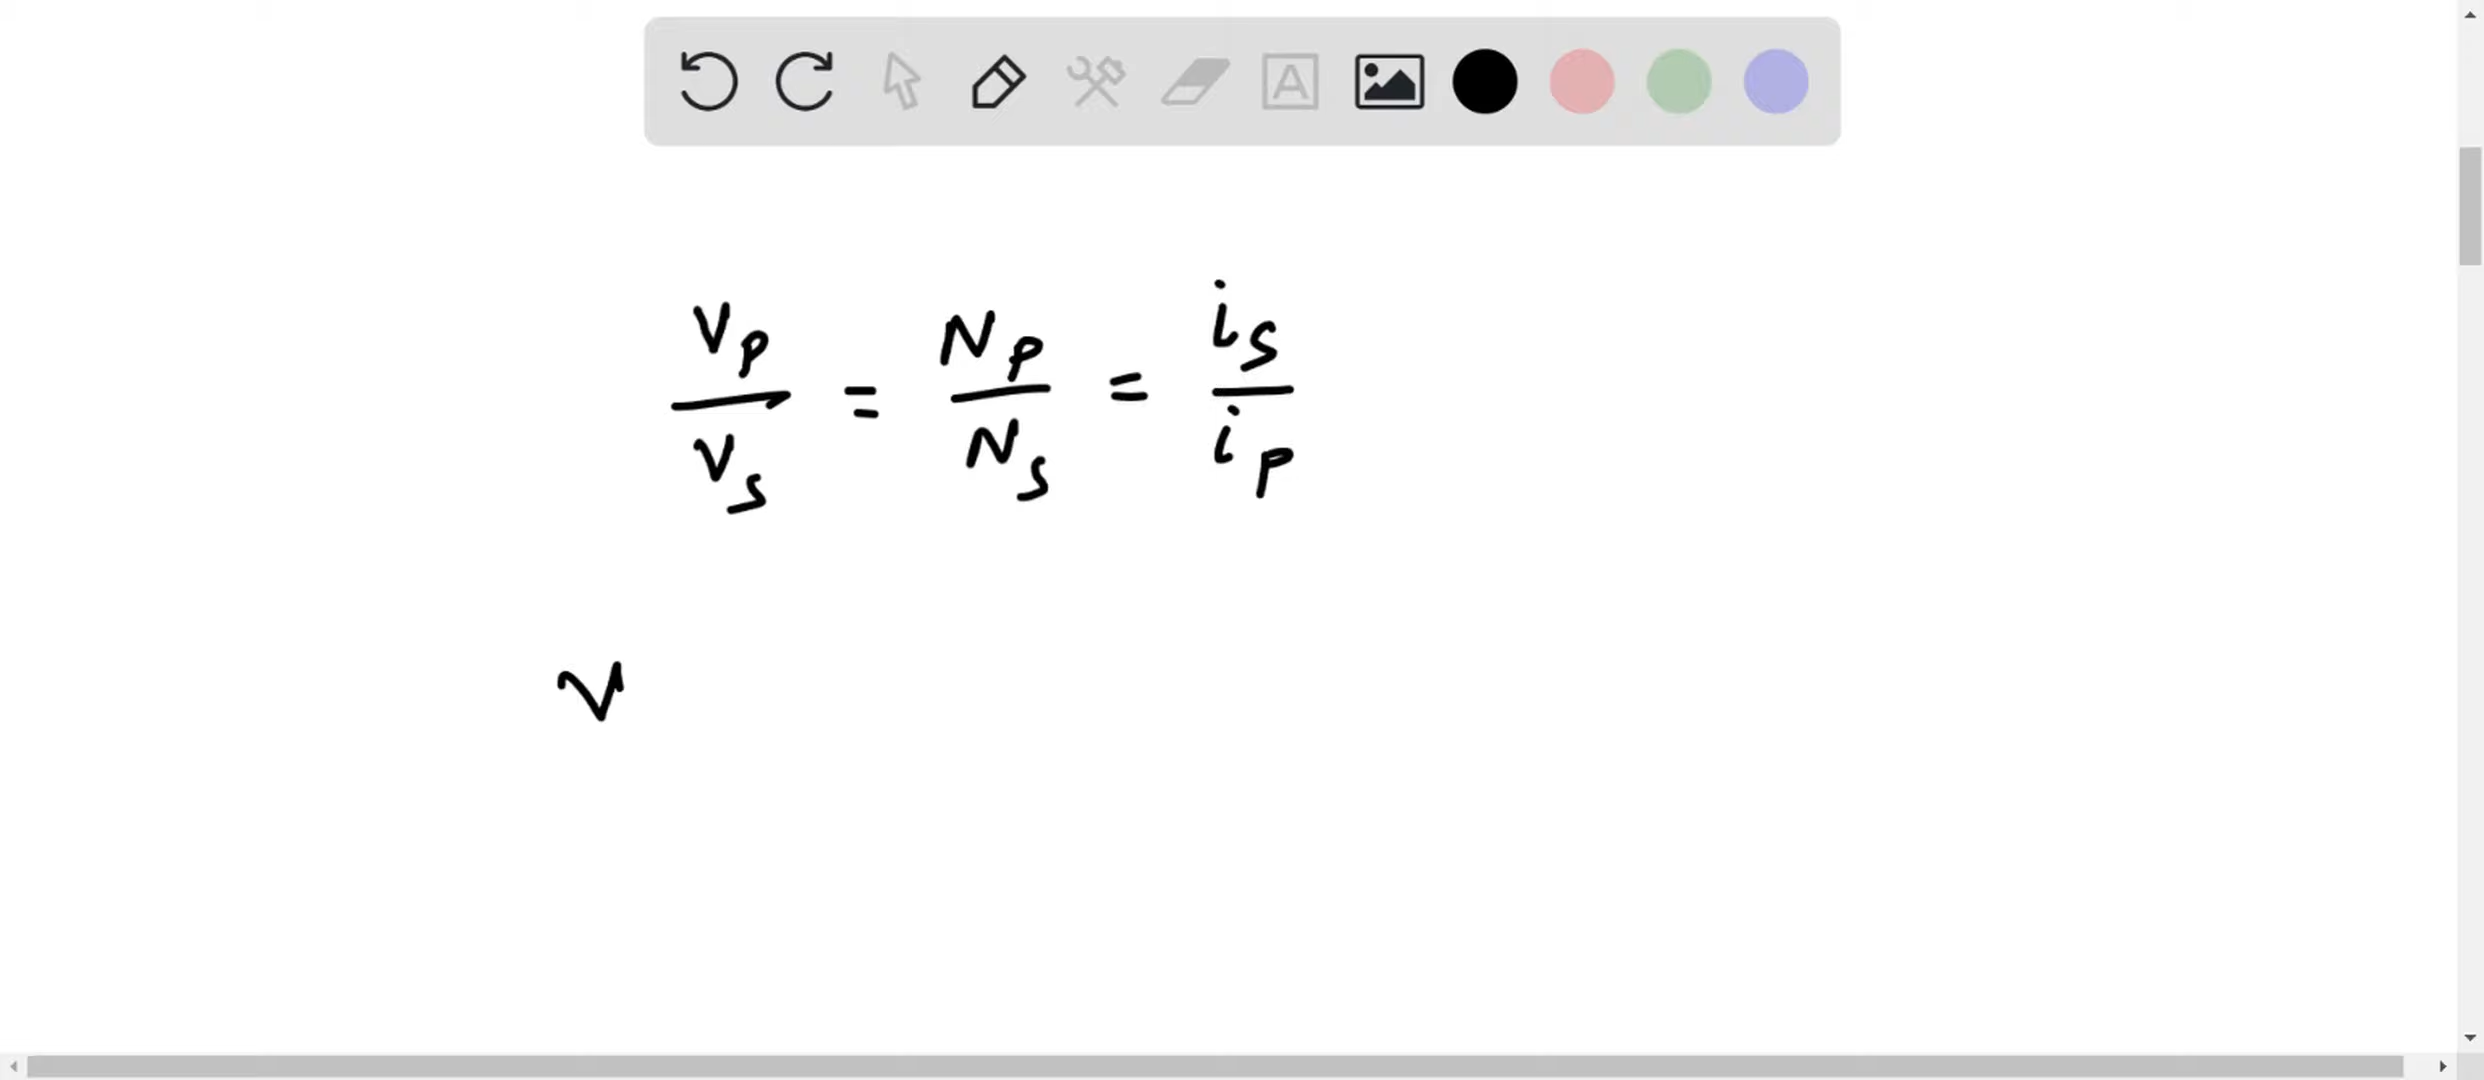 A
Vp/Vs = Np/Ns = is/ip
V